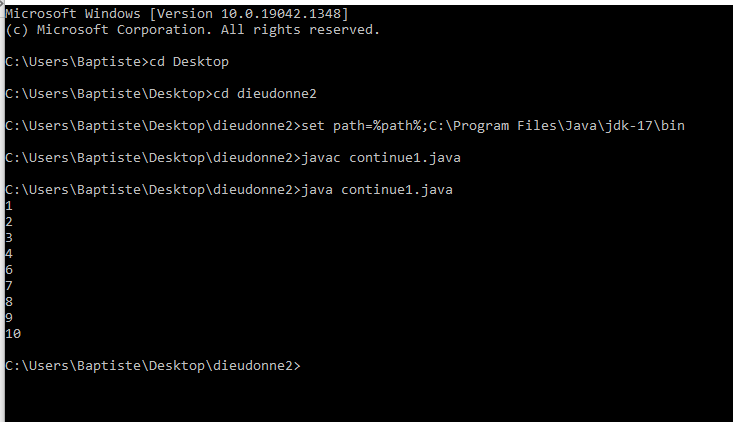 Microsoft Windows [Version 10.0.19042.1348]
(c) Microsoft Corporation. All rights reserved.
C:\Users\Baptiste>cd Desktop
C:\Users\Baptiste\Desktop>cd dieudonne2
C:\Users\Baptiste\Desktop\dieudonne2>set path=%path%;C:\Program Files\Java\jdk-17\bin
C:\Users\Baptiste\Desktop\dieudonne2>javac continue1.java
C:\Users\Baptiste\Desktop\dieudonne2>java continue1.java
1
2
3
4
6
7
8
9
10
C:\Users\Baptiste\Desktop\dieudonne2>